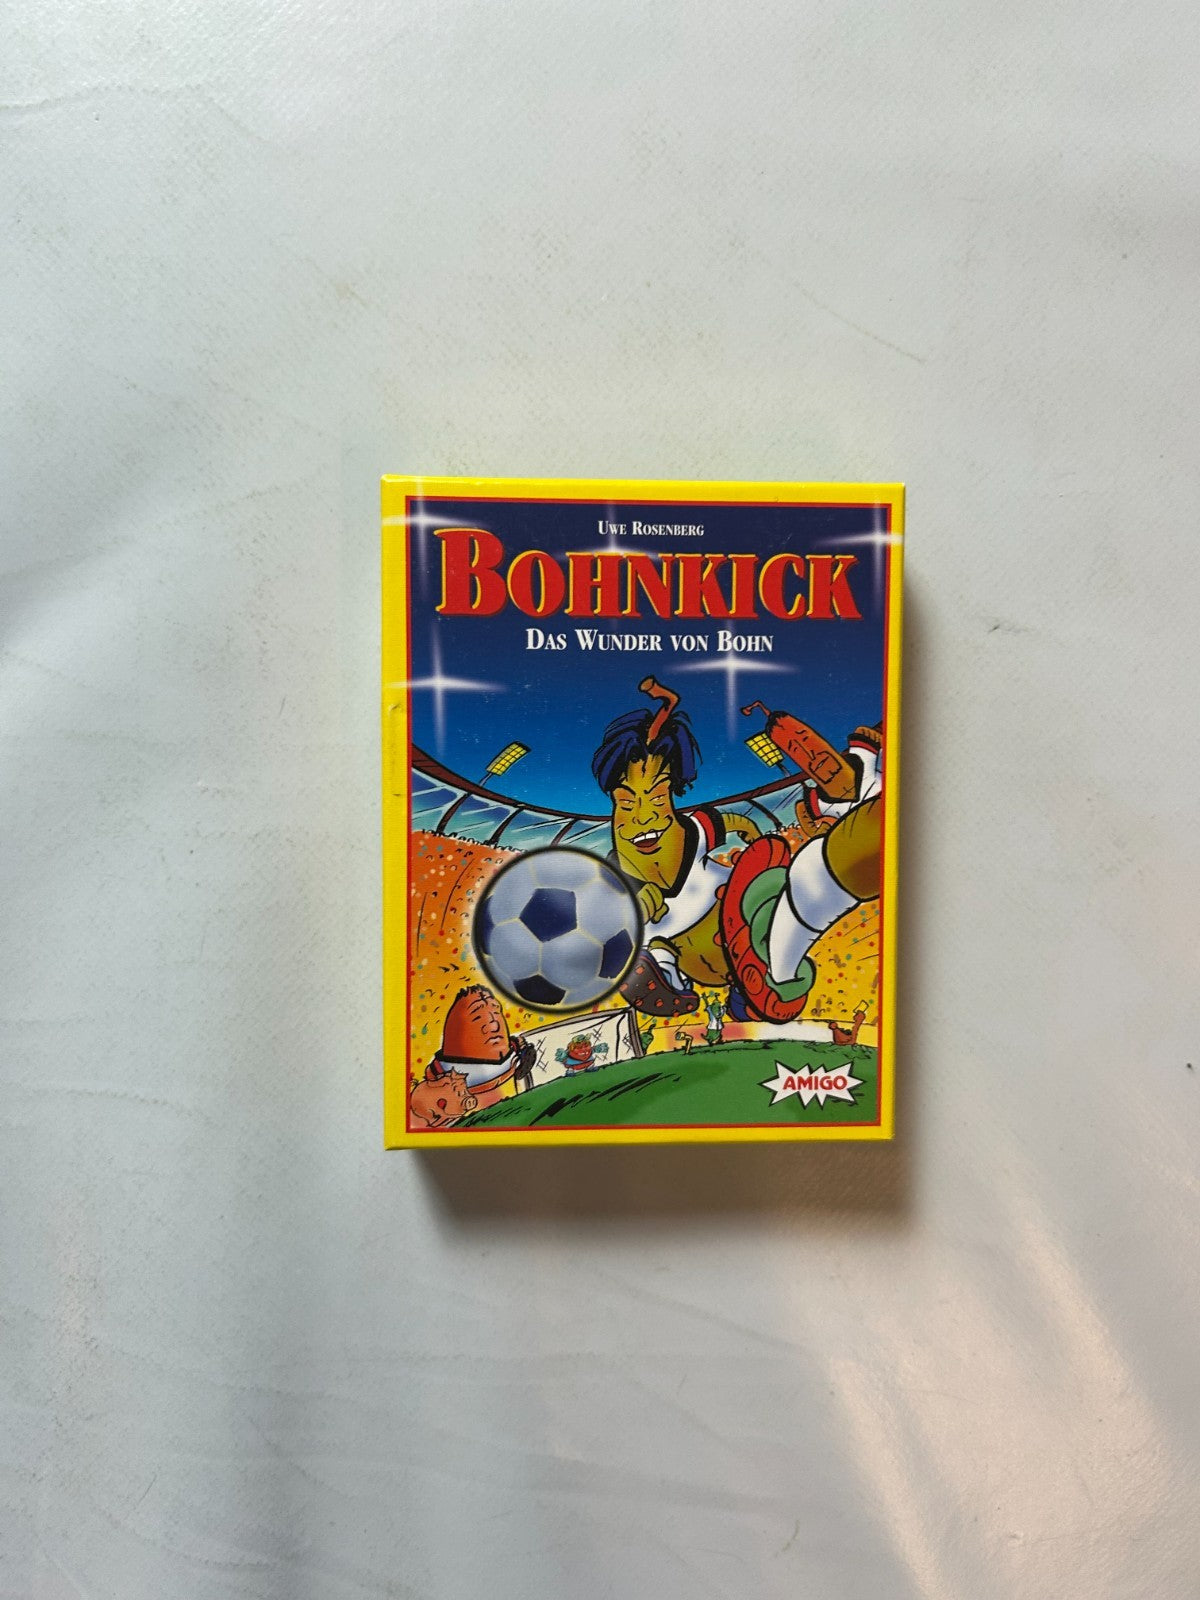 UWE ROSENBERG
BOHNKICK
DAS WUNDER VON BOHN
AMIGO